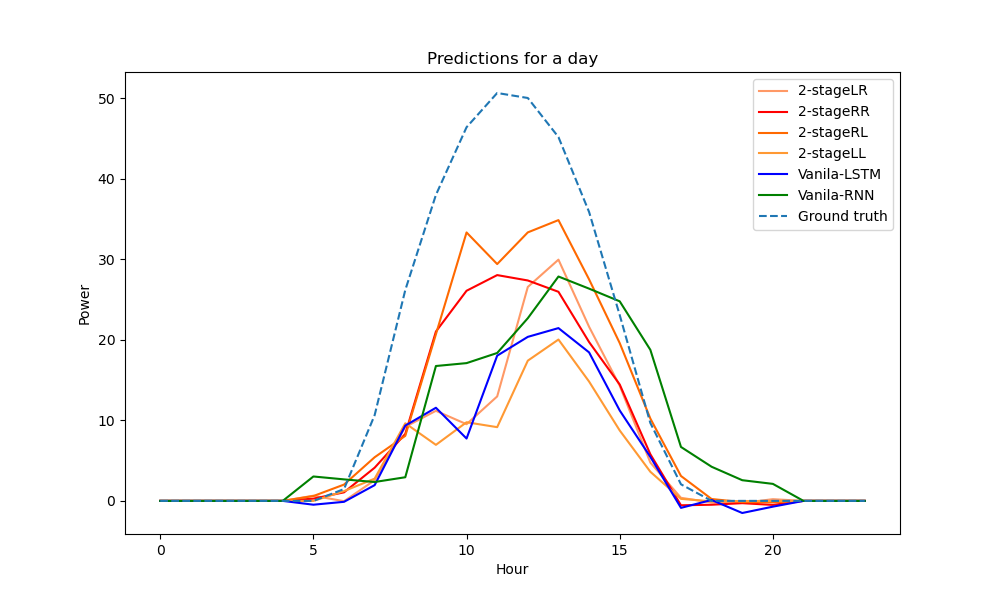 Predictions for a day
2-stageLR
2-stageRR
2-stageRL
2-stageLL
Vanila-LSTM
Vanila-RNN
Ground truth
50
40
30
20
10
0
Power
0 5 10 15 20
Hour